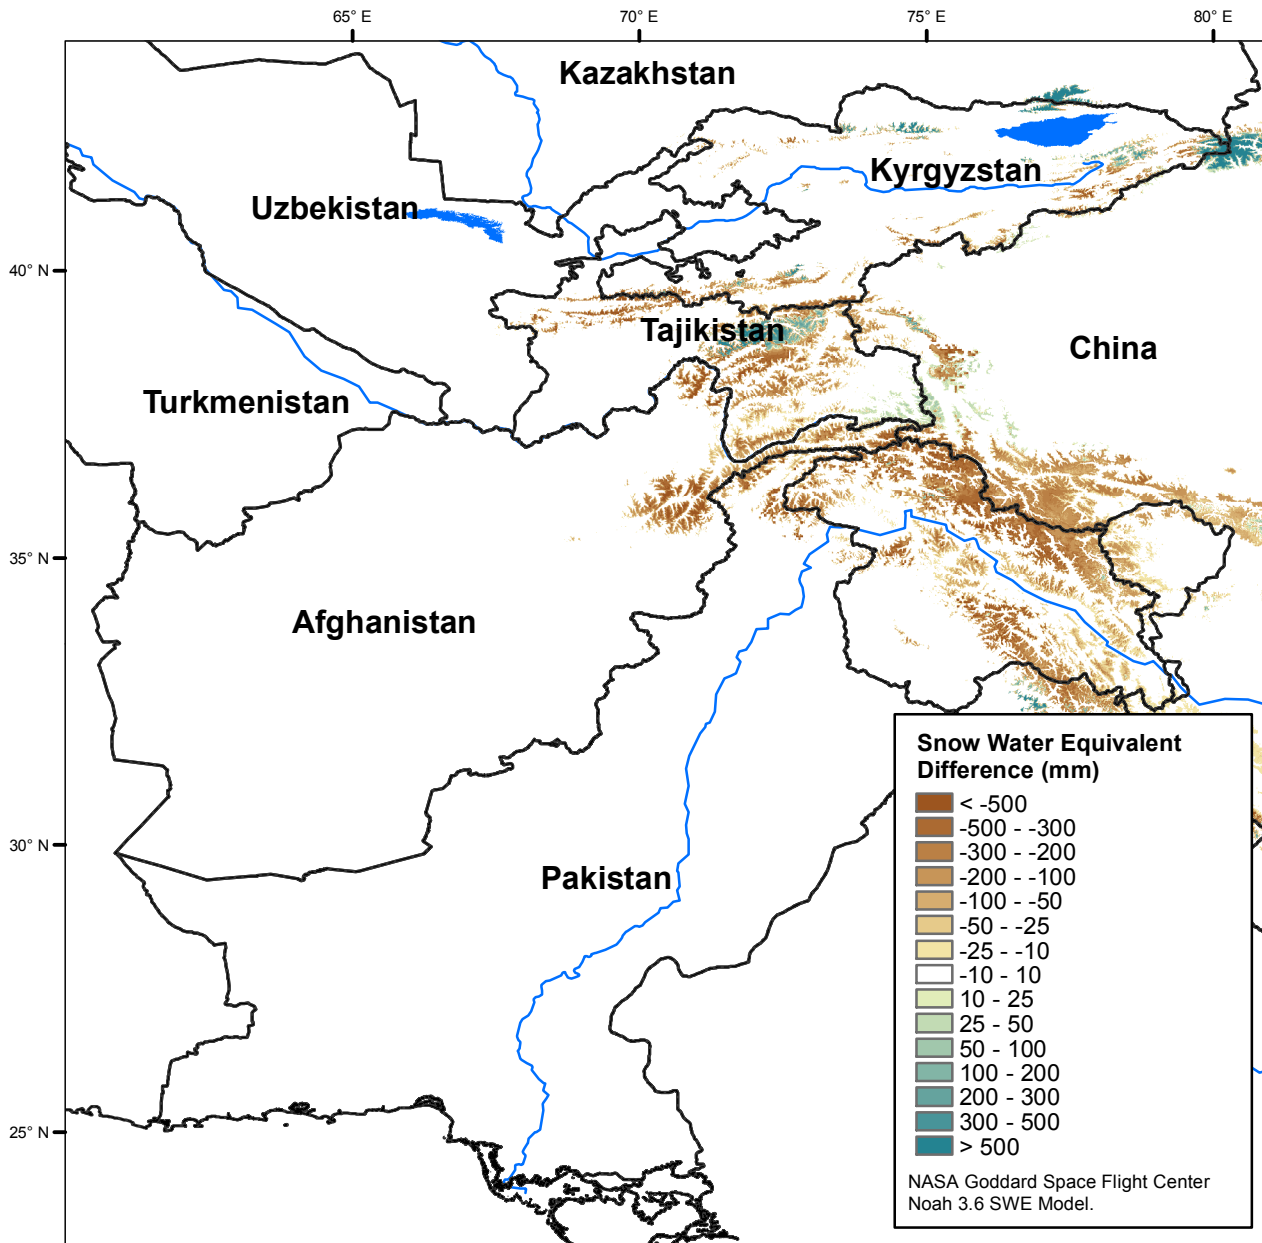 65° E
70° E
75° E
80° E
Kazakhstan
Kyrgyzstan
Uzbekistan
40° N
Tajikistan
China
Turkmenistan
35° N
Afghanistan
30° N
Pakistan
25° N
Snow Water Equivalent
Difference (mm)
< -500
-500 - -300
-300 - -200
-200 - -100
-100 - -50
-50 - -25
-25 - -10
-10 - 10
10 - 25
25 - 50
50 - 100
100 - 200
200 - 300
300 - 500
> 500
NASA Goddard Space Flight Center
Noah 3.6 SWE Model.